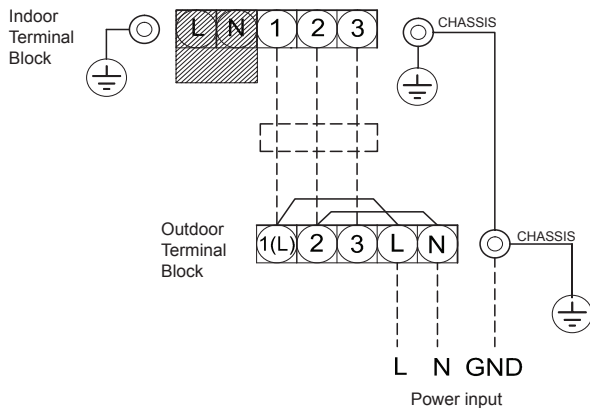 Indoor
Terminal
Block
L N 1 2 3
CHASSIS
Outdoor
Terminal
Block
1(L) 2 3 L N
CHASSIS
L N GND
Power input